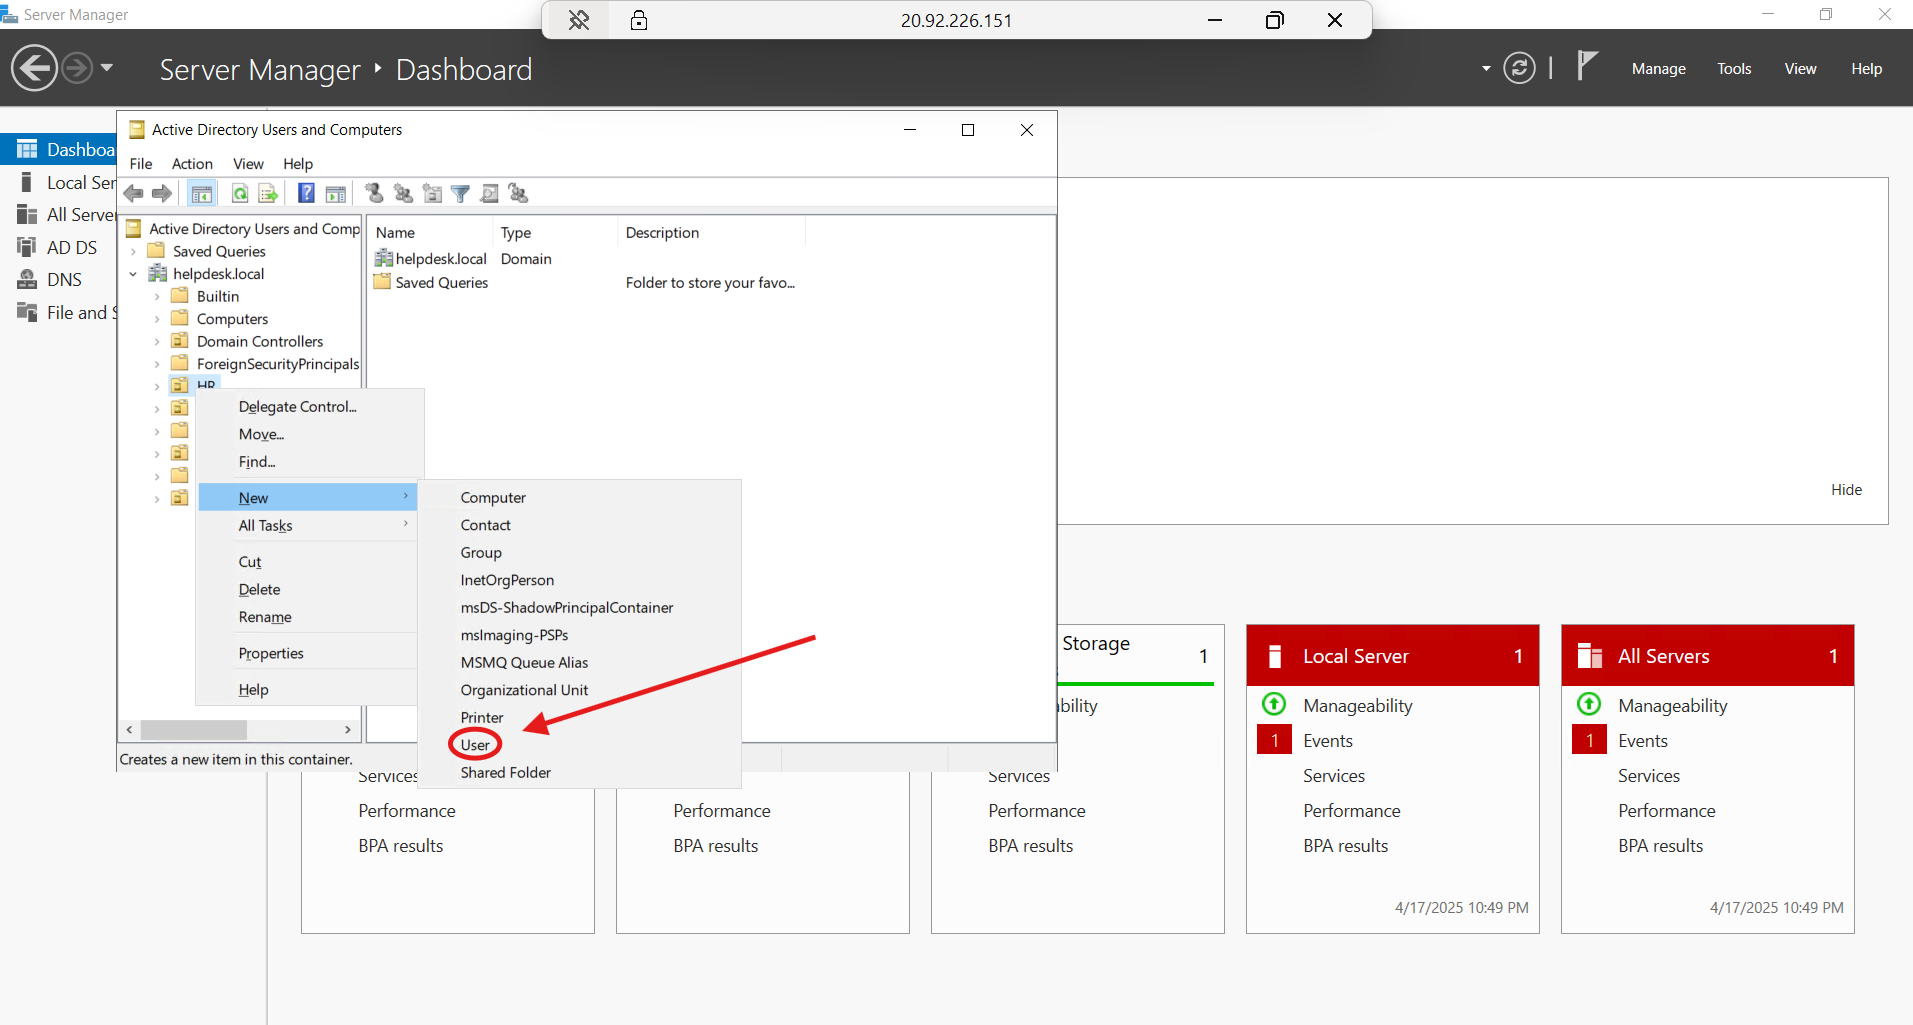 Server Manager
20.92.226.151
Server Manager ‣ Dashboard
Manage
Tools
View
Help
Dashboa
Local Ser
All Server
AD DS
DNS
File and S
Active Directory Users and Computers
File
Action
View
Help
Active Directory Users and Comp
Saved Queries
helpdesk.local
Builtin
Computers
Domain Controllers
ForeignSecurityPrincipals
HR
Name
Type
Description
helpdesk.local
Domain
Saved Queries
Folder to store your favo...
Delegate Control...
Move...
Find...
New
All Tasks
Cut
Delete
Rename
Properties
Help
Computer
Contact
Group
InetOrgPerson
msDS-ShadowPrincipalContainer
msImaging-PSPs
MSMQ Queue Alias
Organizational Unit
Printer
User
Shared Folder
Creates a new item in this container.
Hide
Services
Performance
BPA results
Performance
BPA results
Storage
1
bility
Services
Performance
BPA results
Local Server
1
Manageability
1
Events
Services
Performance
BPA results
4/17/2025 10:49 PM
All Servers
1
Manageability
1
Events
Services
Performance
BPA results
4/17/2025 10:49 PM